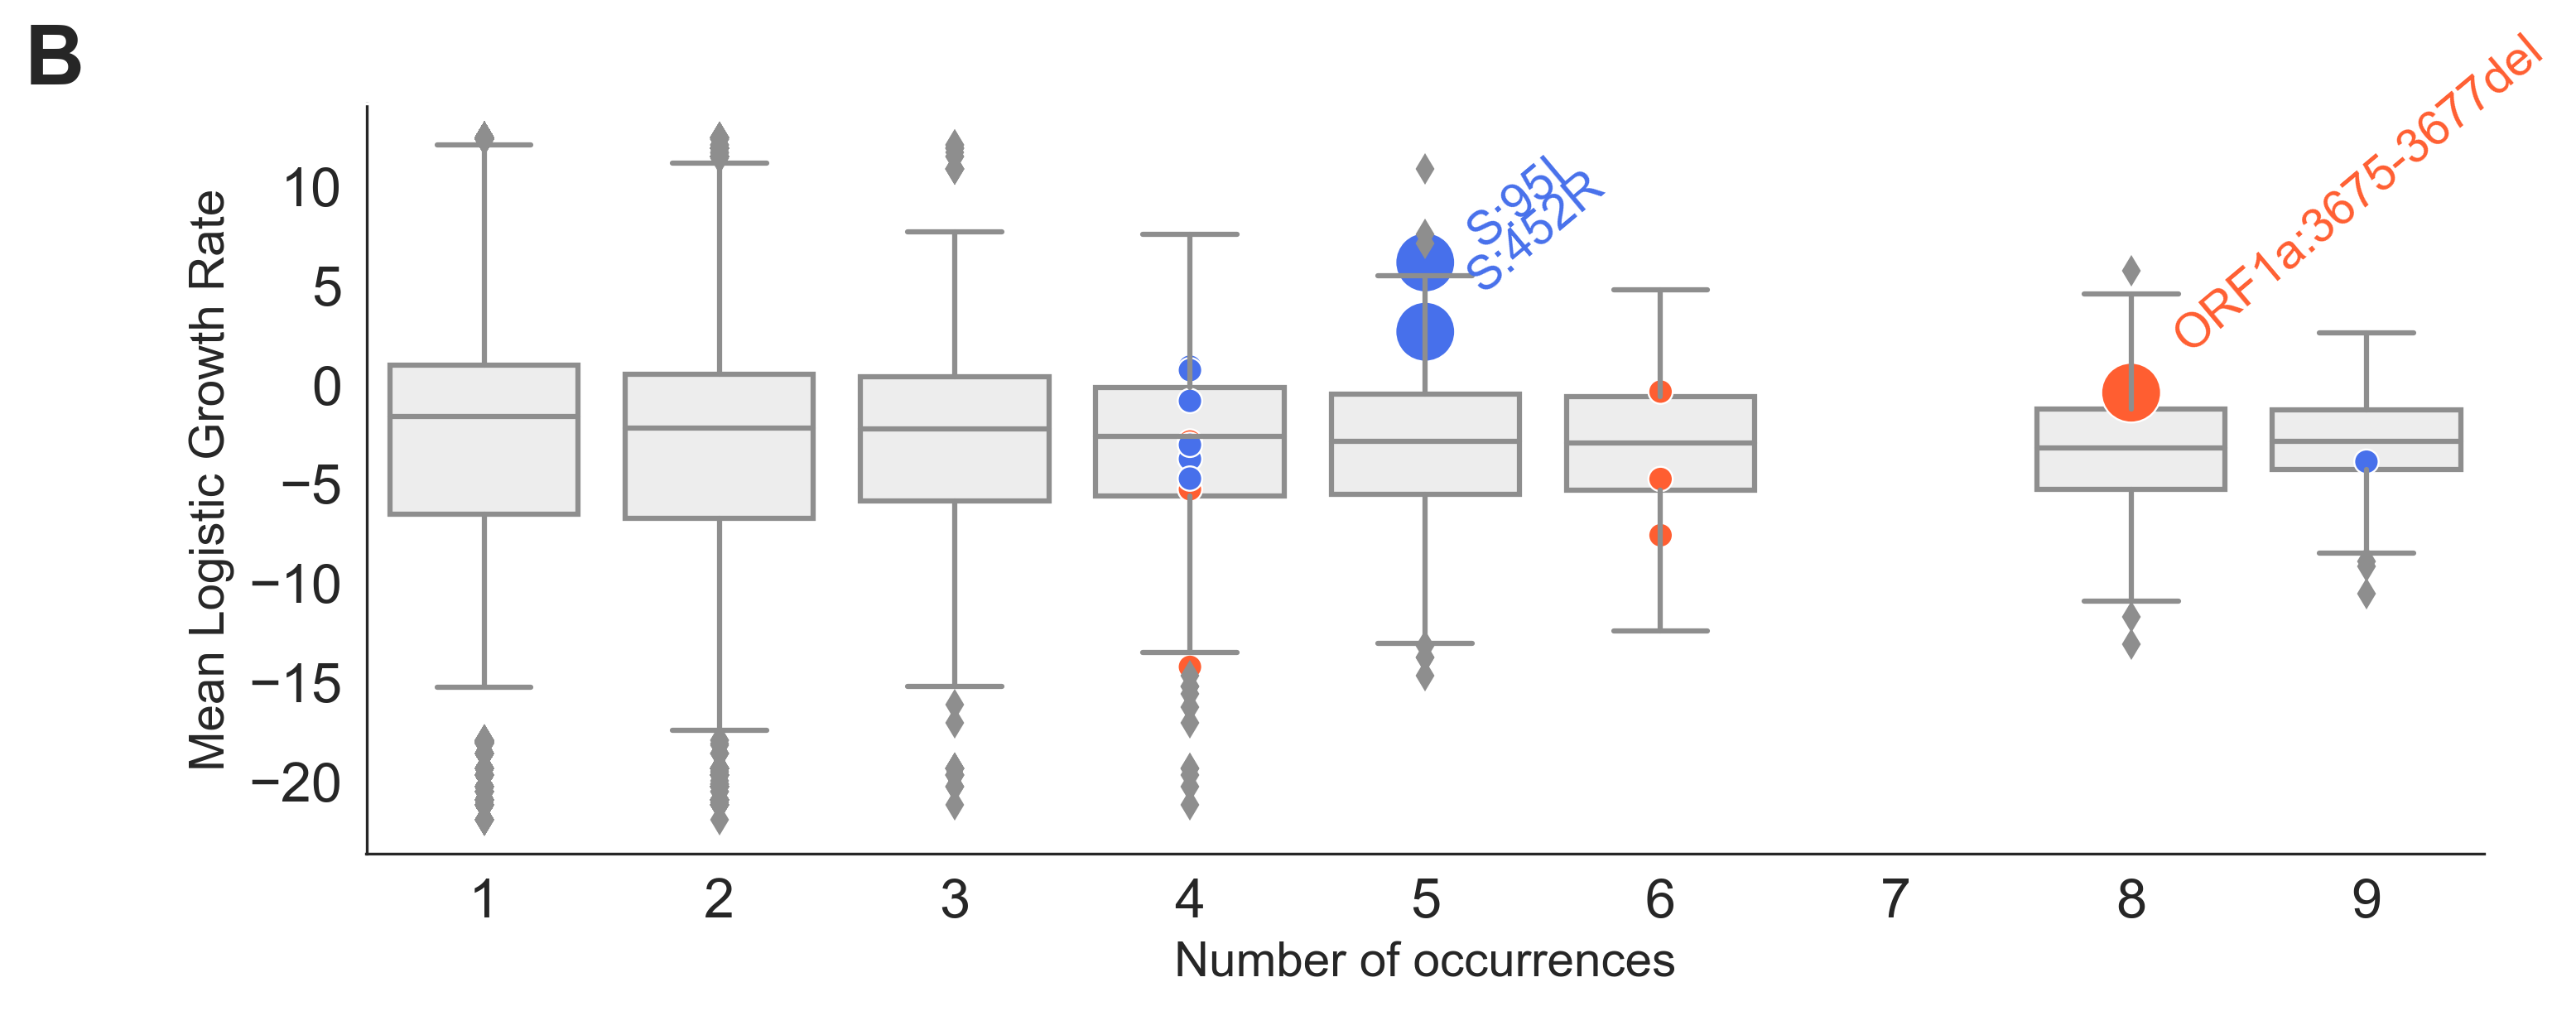 B
Mean Logistic Growth Rate
10
5
0
−5
−10
−15
−20
S:95I
S:452R
ORF1a:3675-3677del
1 2 3 4 5 6 7 8 9
Number of occurrences